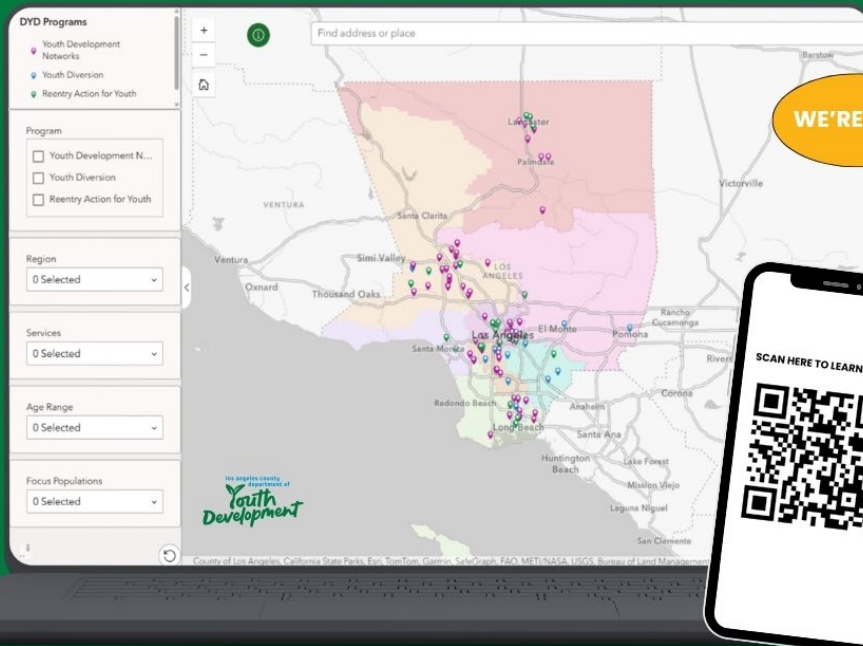 DYD Programs
Youth Development
Networks
Youth Diversion
Reentry Action for Youth
Program
Youth Development N...
Youth Diversion
Reentry Action for Youth
Region
0 Selected
Services
0 Selected
Age Range
0 Selected
Focus Populations
0 Selected
+
−
Find address or place
Barstow
WE'RE
Lancaster
Palmdale
Victorville
VENTURA
Santa Clarita
Ventura
Simi Valley
LOS
ANGELES
Oxnard
Thousand Oaks
Rancho
Cucamonga
Los Angeles
El Monte
Pomona
Santa Monica
SCAN HERE TO LEARN
Redondo Beach
Anaheim
Corona
Long Beach
Santa Ana
Huntington
Beach
Lake Forest
Mission Viejo
Laguna Niguel
San Clemente
los angeles county
department of
Youth
Development
County of Los Angeles, California State Parks, Esri, TomTom, Garmin, SafeGraph, FAO, METI/NASA, USGS, Bureau of Land Management